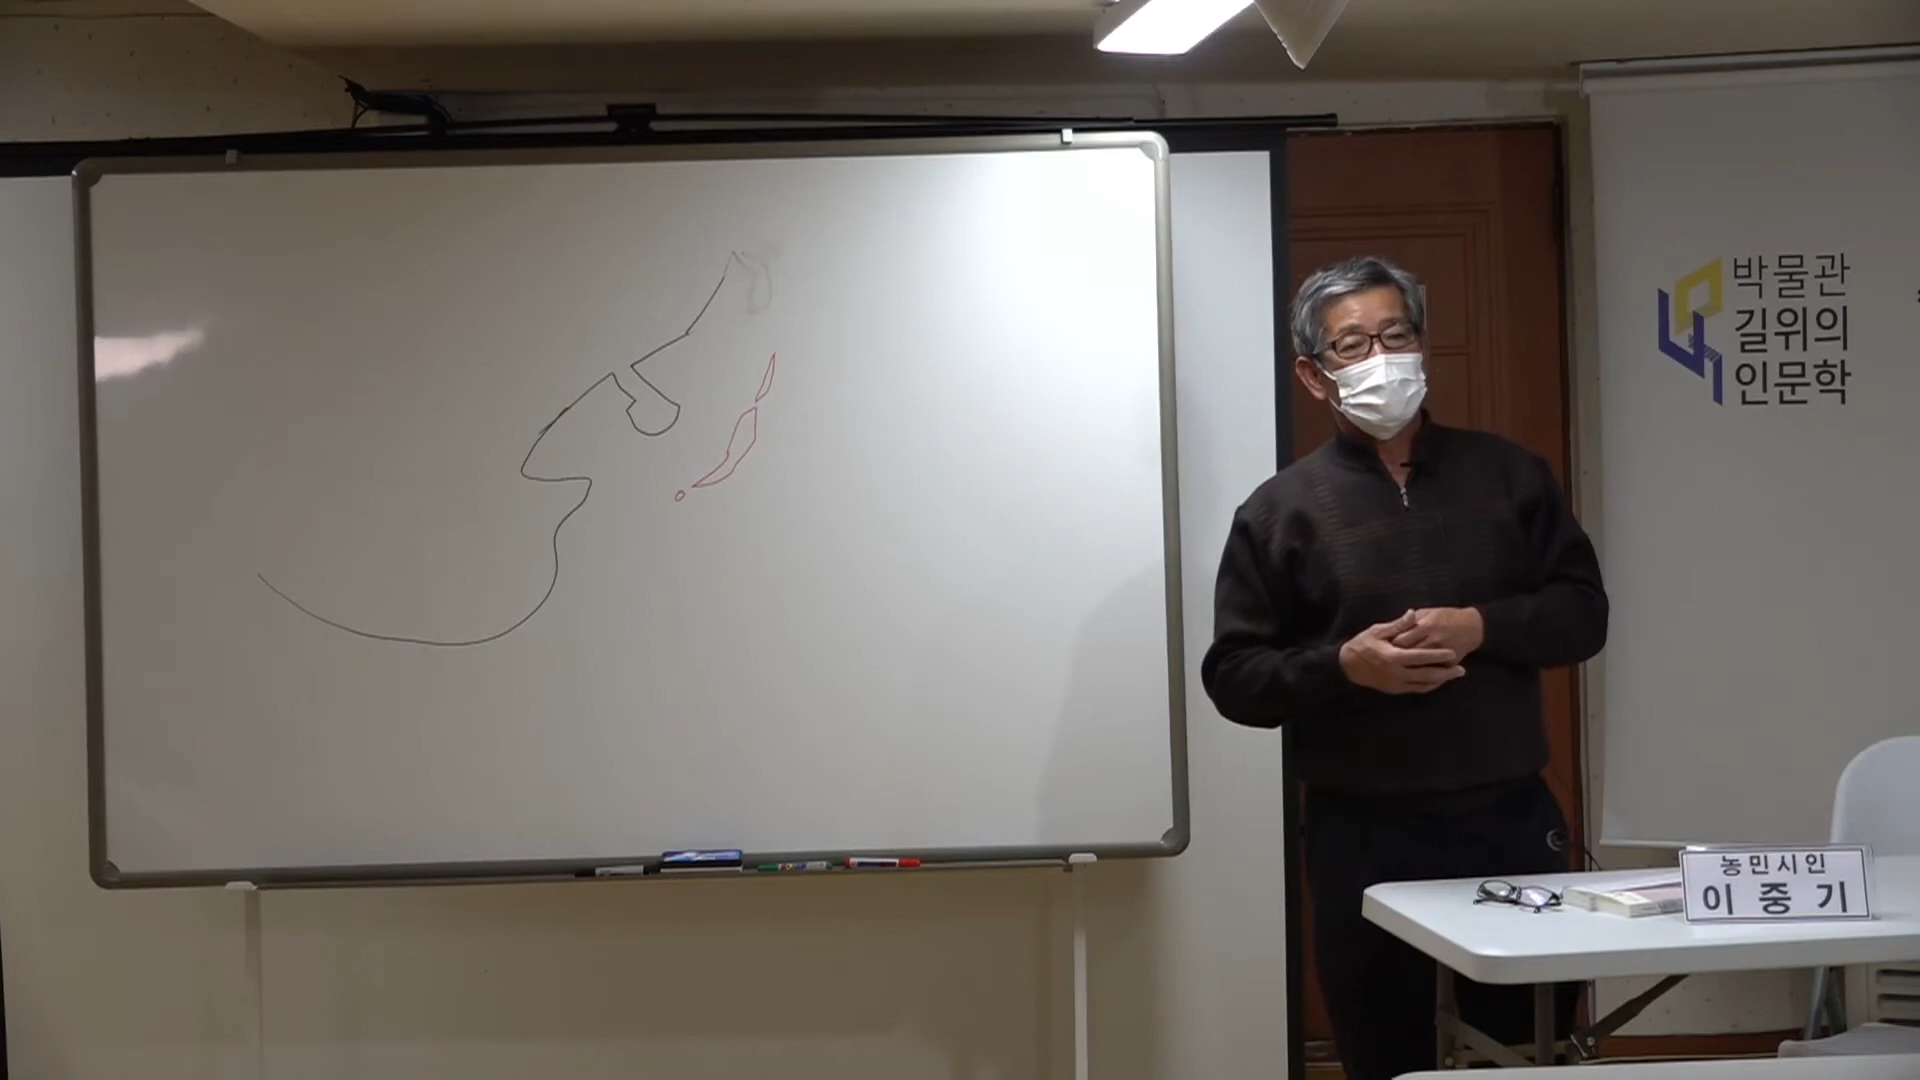 박물관
길위의
인문학
농민시인
이중기